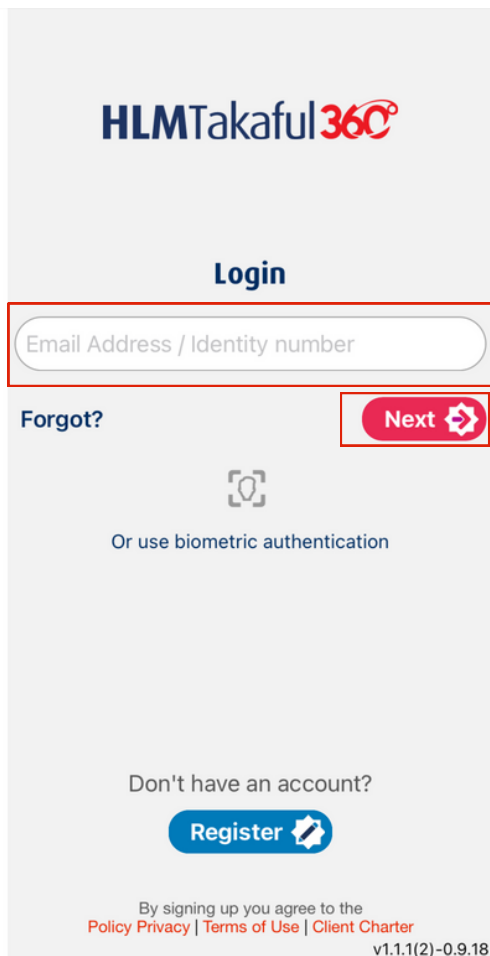 HLMTakaful360°
Login
Email Address / Identity number
Forgot?
Next
Or use biometric authentication
Don't have an account?
Register
By signing up you agree to the
Policy Privacy | Terms of Use | Client Charter
v1.1.1(2)-0.9.18